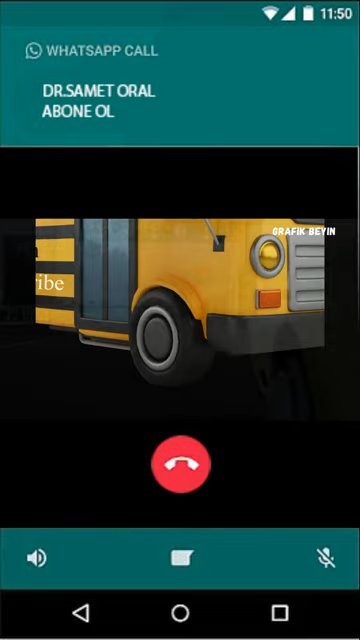 11:50
WHATSAPP CALL
DR.SAMET ORAL
ABONE OL
GRAFIK BEYIN
ribe